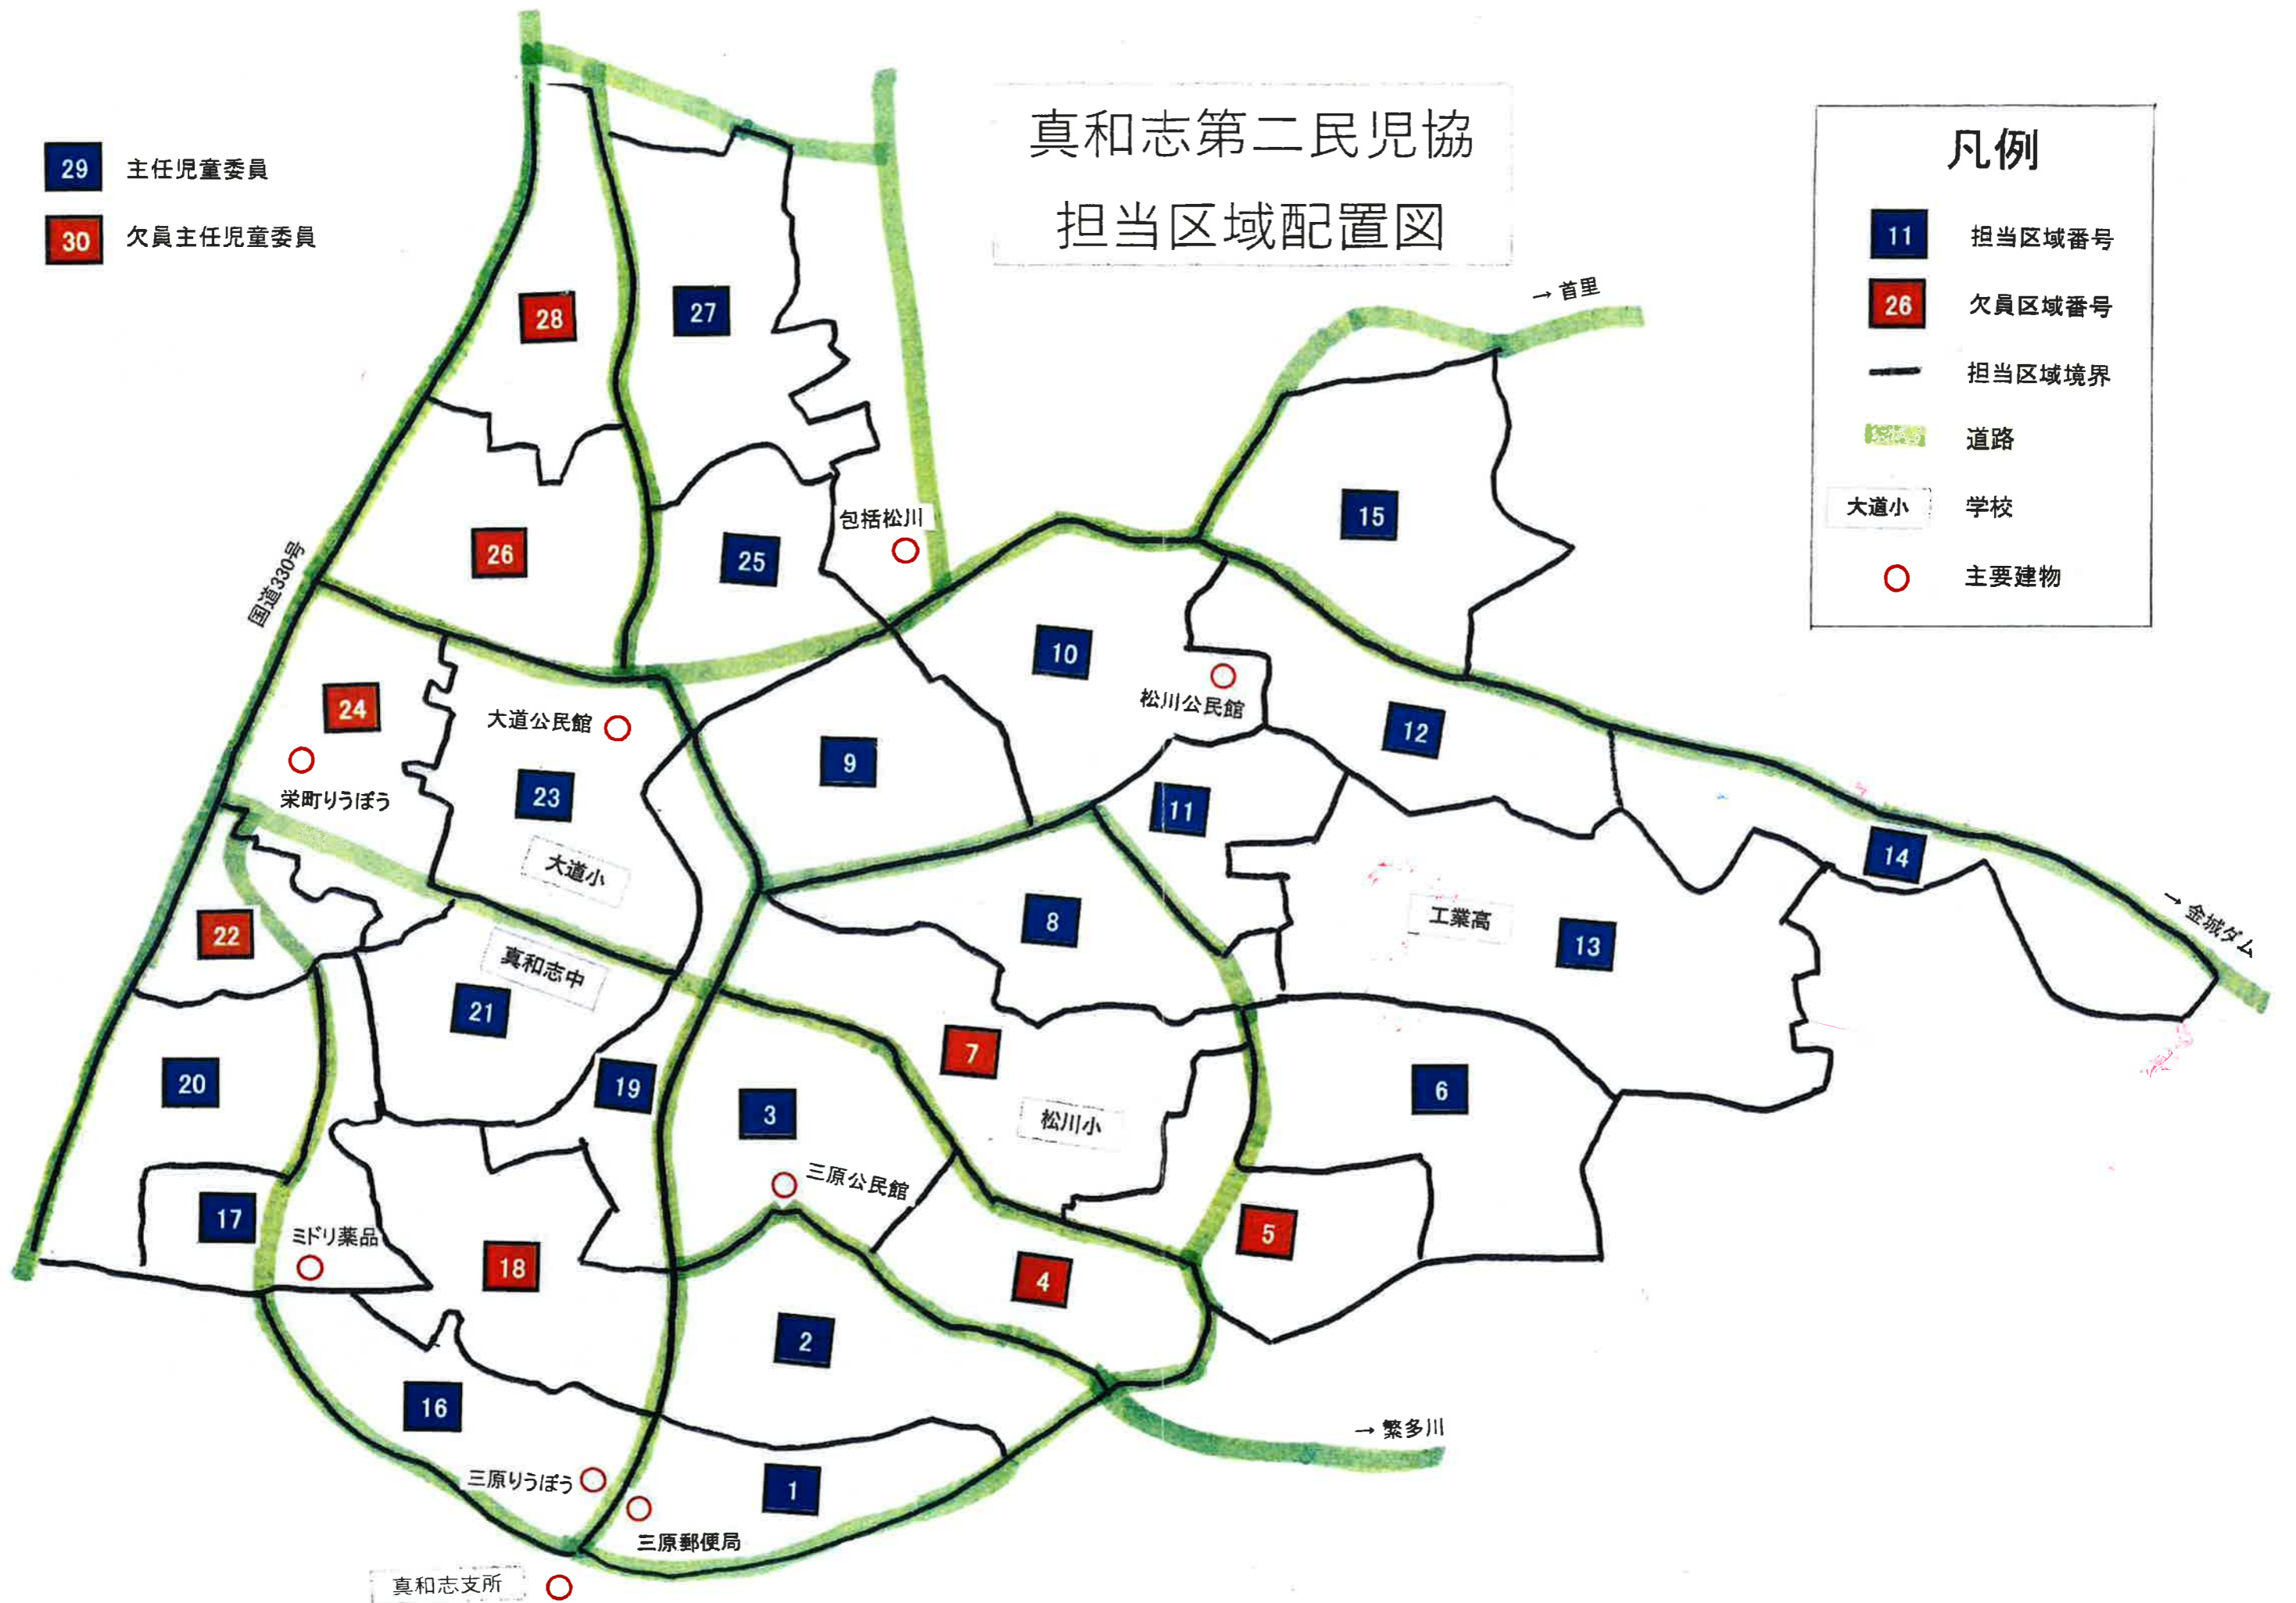 真和志第二民児協
担当区域配置図
29 主任児童委員
30 欠員主任児童委員
凡例
11 担当区域番号
26 欠員区域番号
担当区域境界
道路
大道小 学校
主要建物
→ 首里
28
27
15
包括松川
26
25
国道330号
10
松川公民館
24
大道公民館
12
9
栄町りうぼう
23
11
14
大道小
8
工業高
13
→ 金城ダム
22
真和志中
21
7
20
19
3
松川小
6
三原公民館
17
ミドリ薬品
18
4
5
2
16
→ 繁多川
三原りうぼう
1
三原郵便局
真和志支所